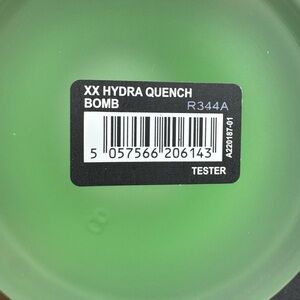 XX HYDRA QUENCH
BOMB
R344A
5 057566 206143
A220187-01
TESTER